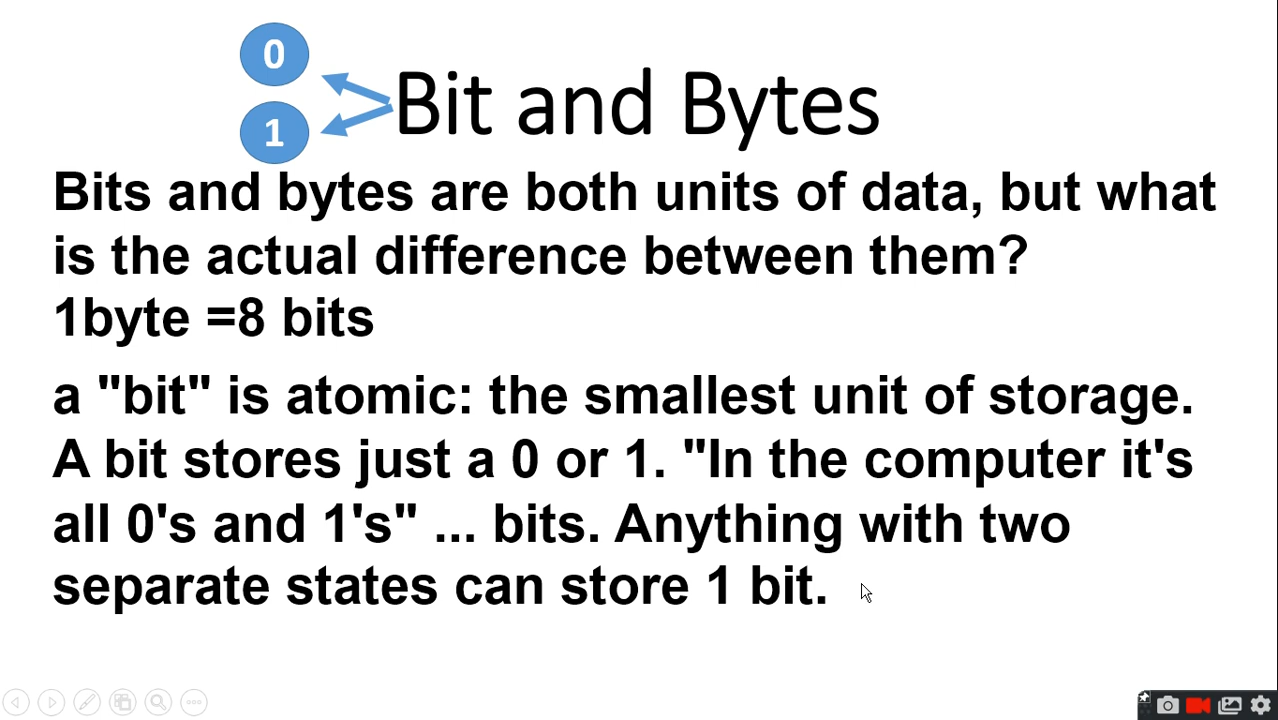 0
1
Bit and Bytes
Bits and bytes are both units of data, but what
is the actual difference between them?
1byte =8 bits
a "bit" is atomic: the smallest unit of storage.
A bit stores just a 0 or 1. "In the computer it's
all 0's and 1's" ... bits. Anything with two
separate states can store 1 bit.